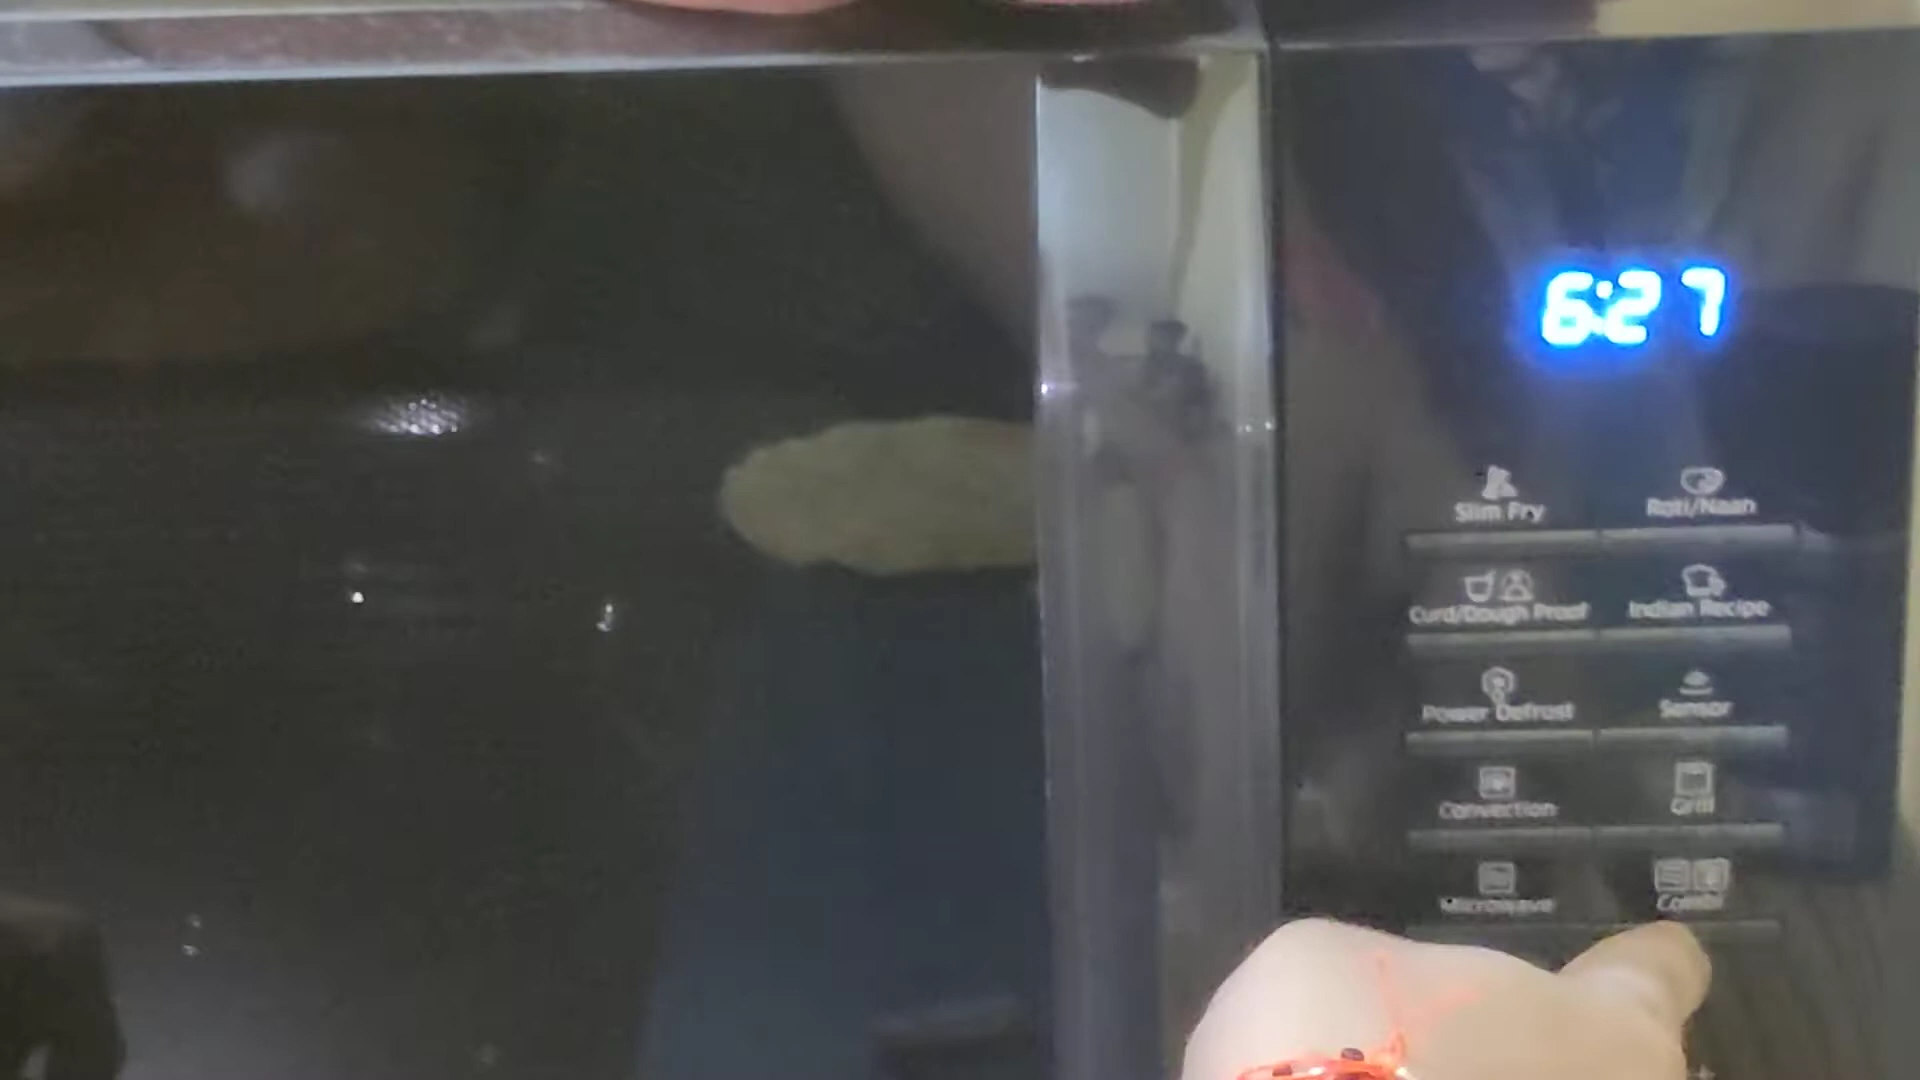 6:27
Slim Fry Roti/Naan
Curd/Dough Proof Indian Recipe
Power Defrost Sensor
Convection Grill
Microwave Combi